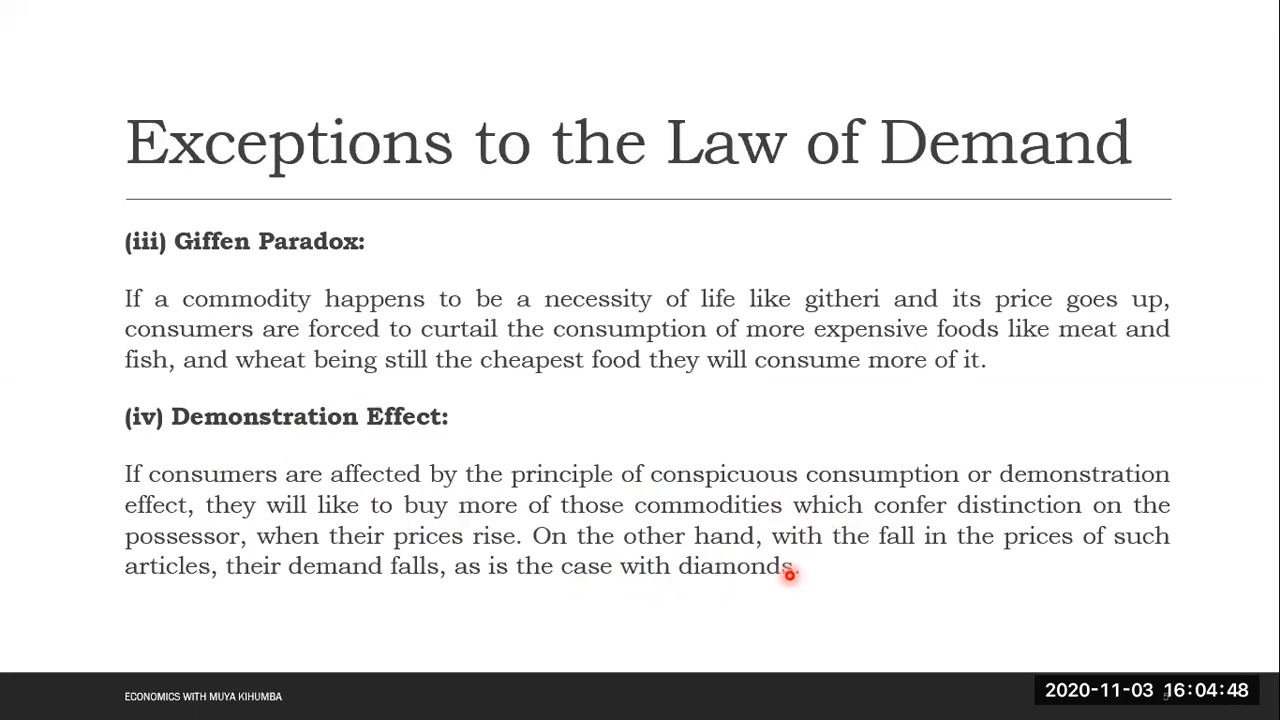 Exceptions to the Law of Demand
(iii) Giffen Paradox:
If a commodity happens to be a necessity of life like githeri and its price goes up,
consumers are forced to curtail the consumption of more expensive foods like meat and
fish, and wheat being still the cheapest food they will consume more of it.
(iv) Demonstration Effect:
If consumers are affected by the principle of conspicuous consumption or demonstration
effect, they will like to buy more of those commodities which confer distinction on the
possessor, when their prices rise. On the other hand, with the fall in the prices of such
articles, their demand falls, as is the case with diamonds.
ECONOMICS WITH MUYA KIHUMBA
2020-11-03 16:04:48